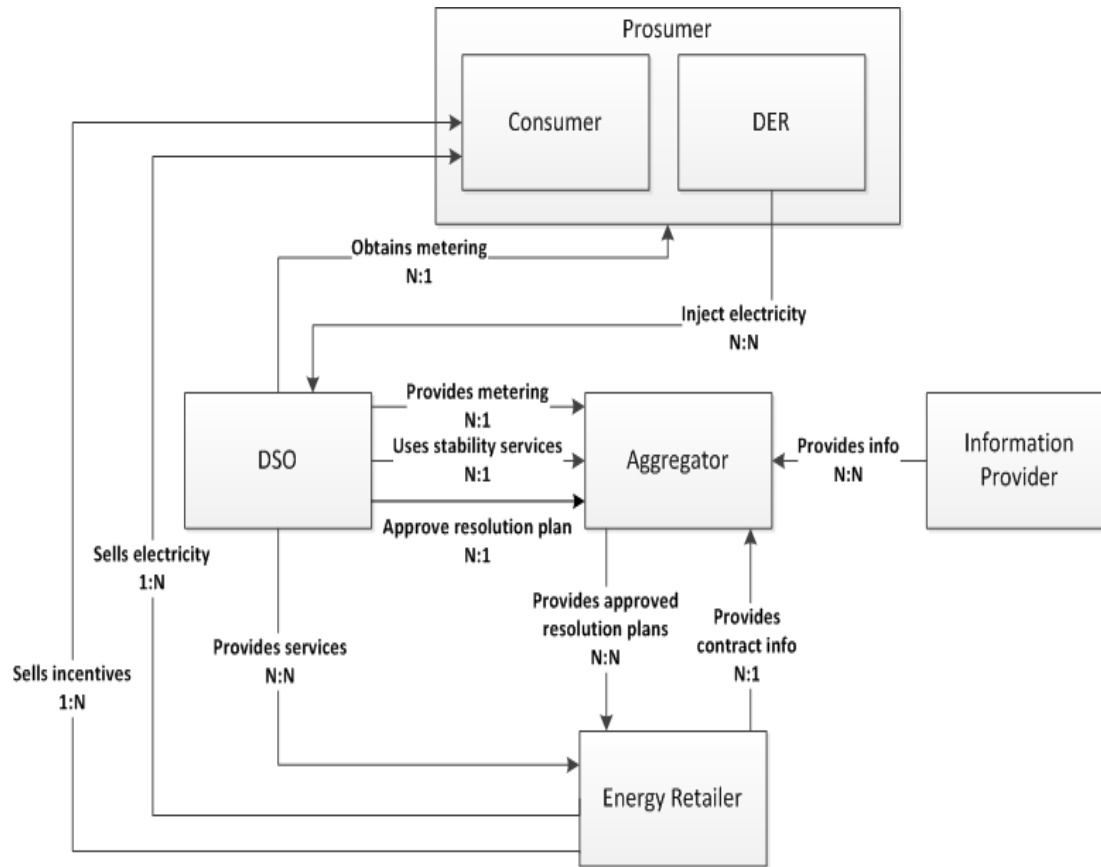 Prosumer
Consumer
DER
Obtains metering
N:1
Inject electricity
N:N
Provides metering
N:1
DSO
Uses stability services
N:1
Aggregator
Provides info
N:N
Information
Provider
Approve resolution plan
N:1
Sells electricity
1:N
Provides approved
resolution plans
N:N
Provides
contract info
N:1
Provides services
N:N
Sells incentives
1:N
Energy Retailer